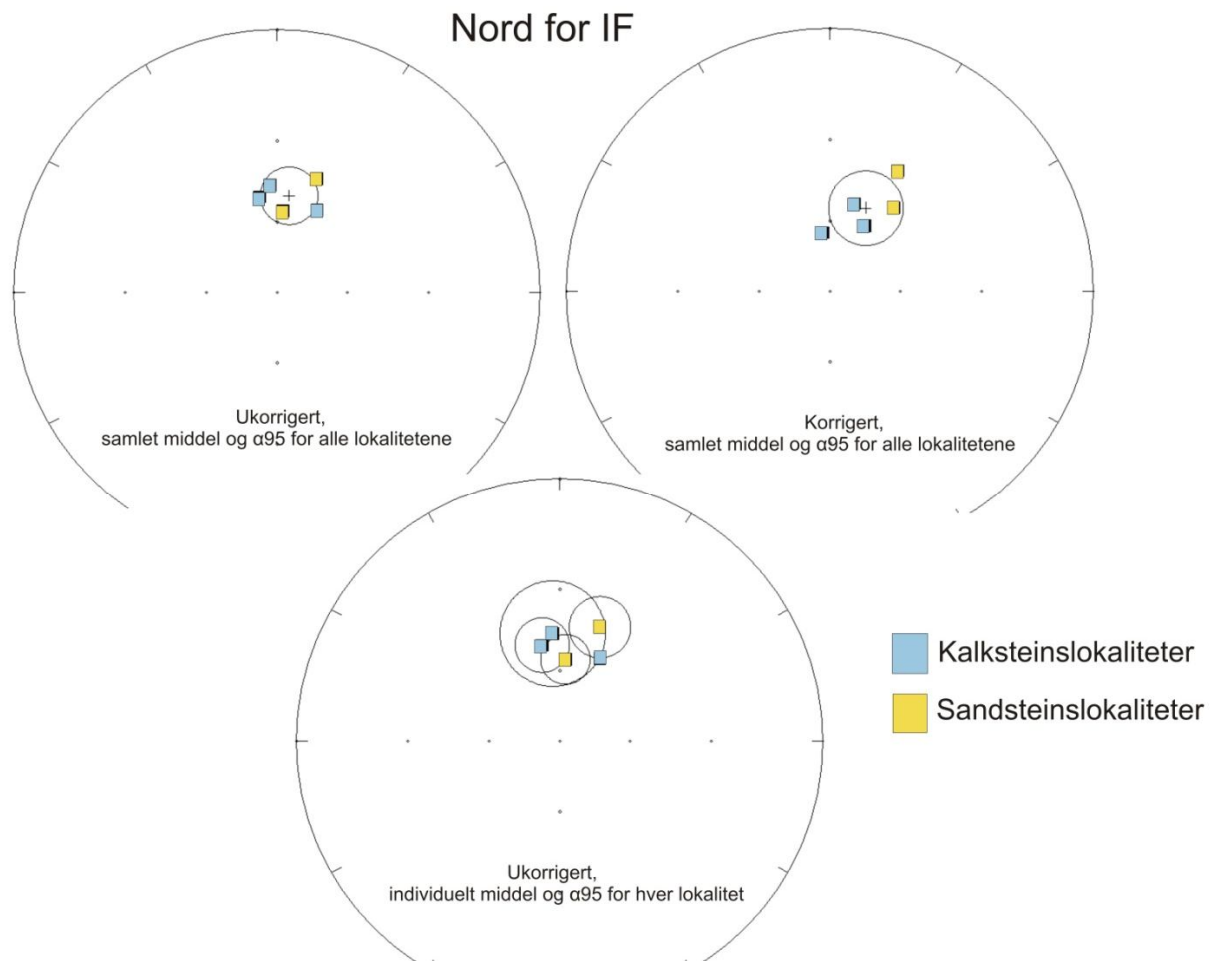 Nord for IF
Ukorrigert,
samlet middel og α95 for alle lokalitetene
Korrigert,
samlet middel og α95 for alle lokalitetene
Ukorrigert,
individuelt middel og α95 for hver lokalitet
Kalksteinslokaliteter
Sandsteinslokaliteter